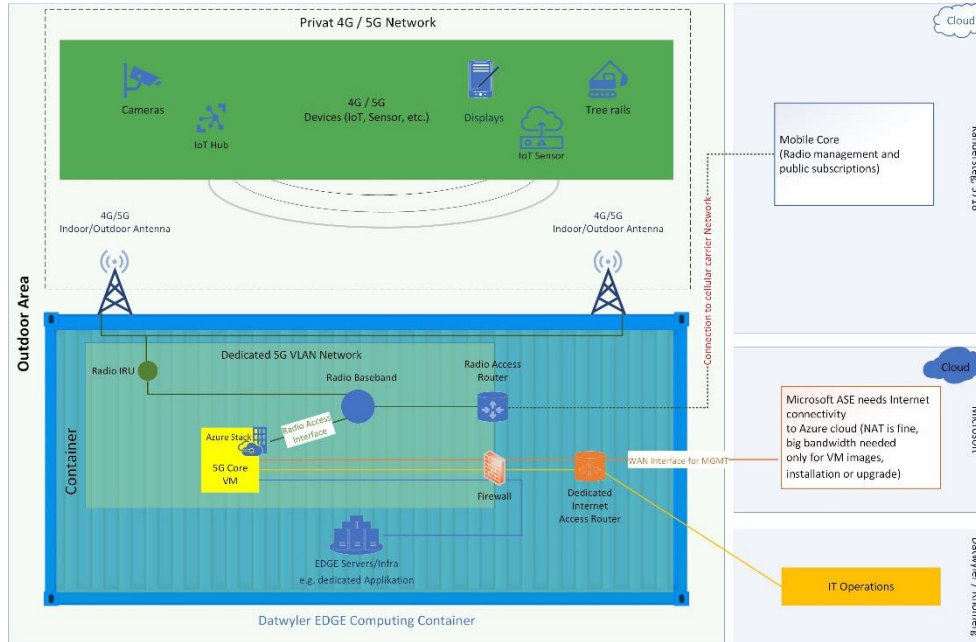 Privat 4G / 5G Network
Cameras
IoT Hub
4G / 5G
Devices (IoT, Sensor, etc.)
Displays
IoT Sensor
Tree rails
4G/5G
Indoor/Outdoor Antenna
4G/5G
Indoor/Outdoor Antenna
Outdoor Area
Container
Dedicated 5G VLAN Network
Radio IRU
Radio Baseband
Radio Access
Router
Radio Access
Interface
Azure Stack
5G Core
VM
Firewall
Dedicated
Internet
Access Router
EDGE Servers/Infra
e.g. dedicated Applikation
Datwyler EDGE Computing Container
Connection to cellular carrier Network
WAN Interface for MGMT
Cloud
Mobile Core
(Radio management and
public subscriptions)
Cloud
Microsoft ASE needs Internet
connectivity
to Azure cloud (NAT is fine,
big bandwidth needed
only for VM images,
installation or upgrade)
IT Operations